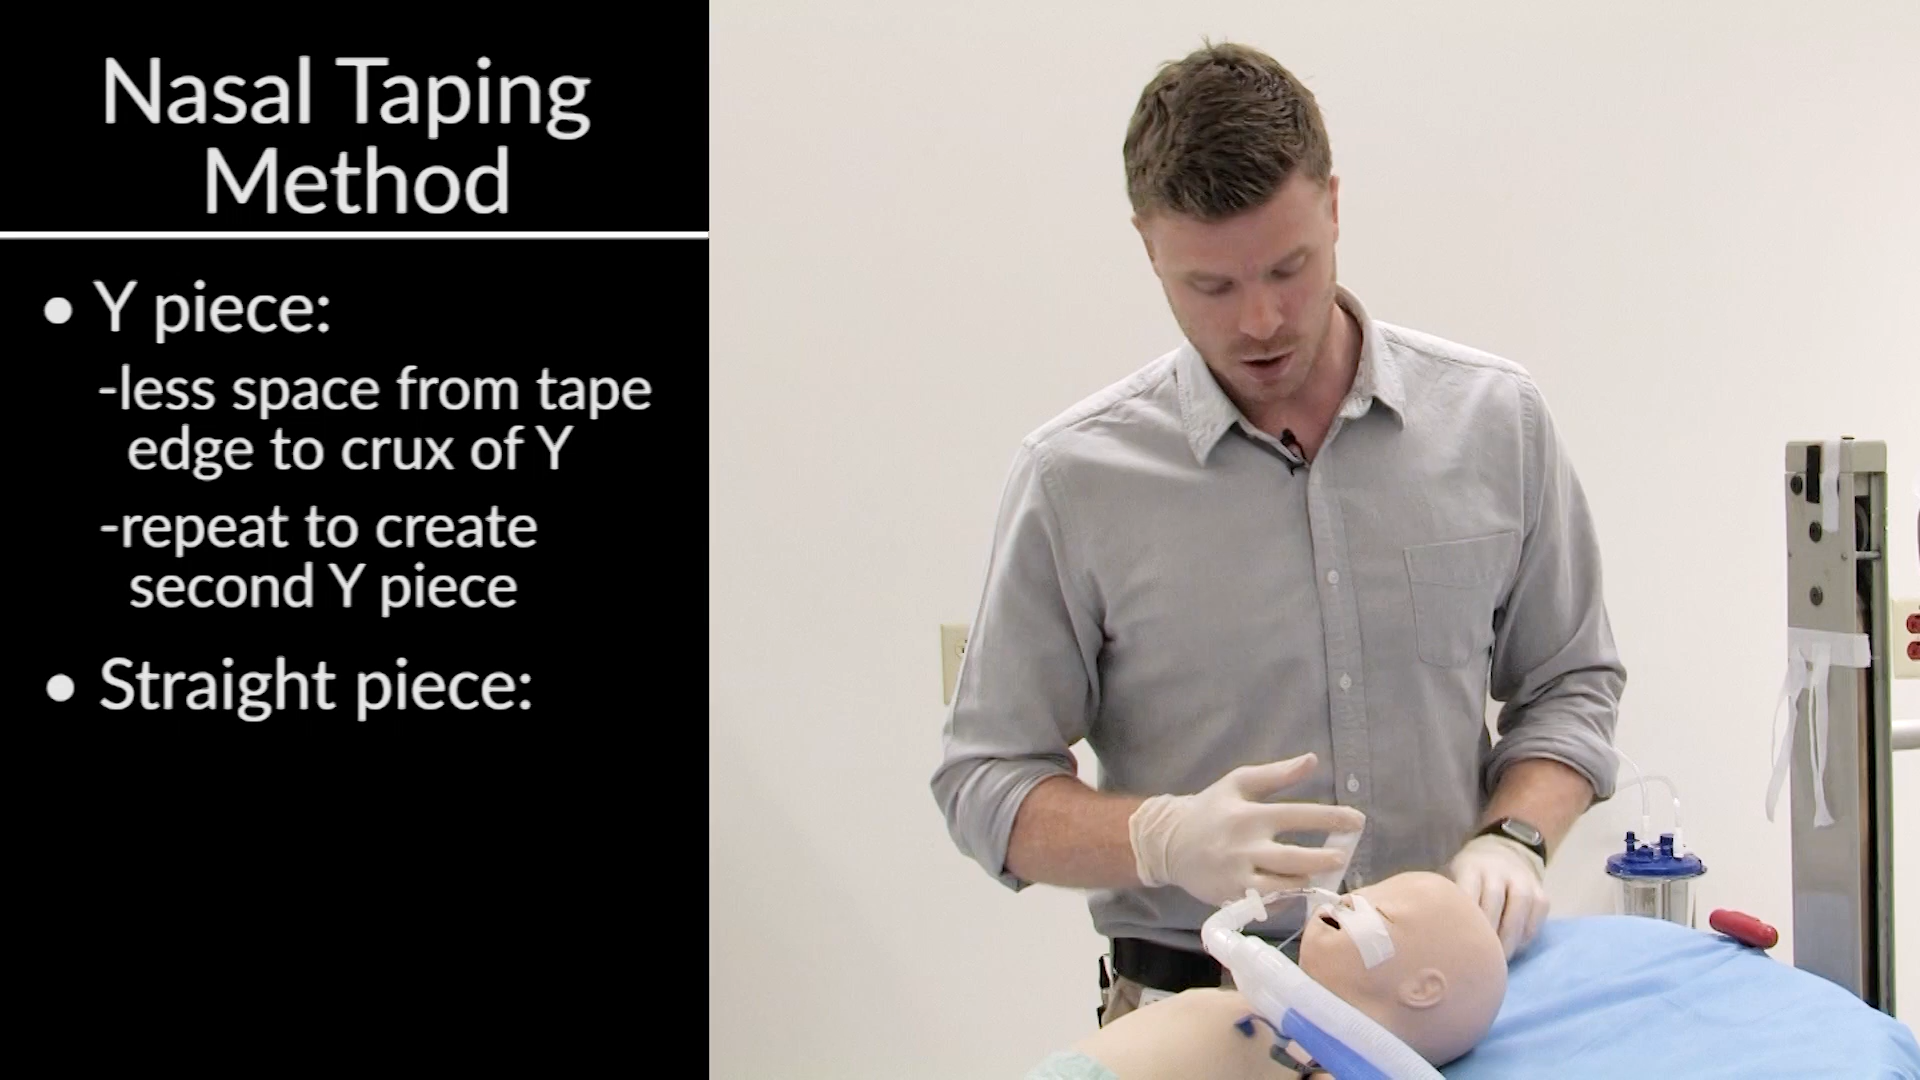 Nasal Taping
Method
• Y piece:
-less space from tape
edge to crux of Y
-repeat to create
second Y piece
• Straight piece: